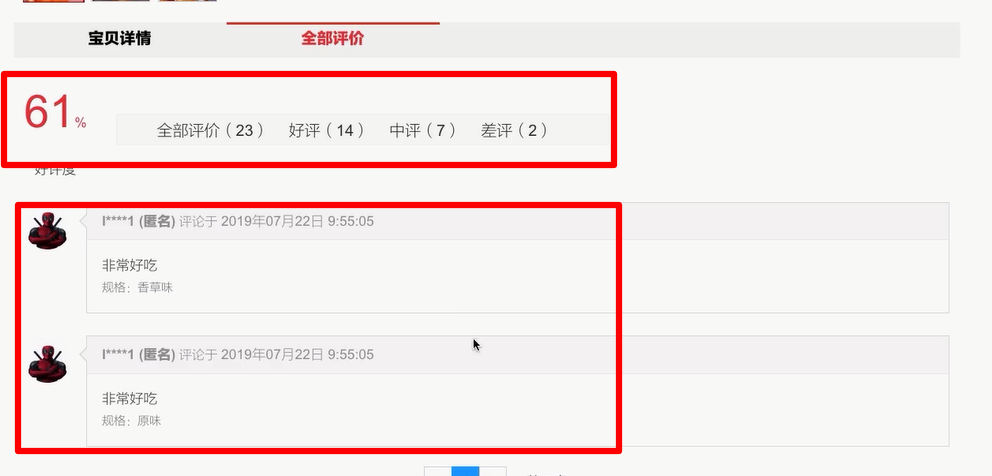 宝贝详情 全部评价
61%
全部评价（23） 好评（14） 中评（7） 差评（2）
好评度
l****1 (匿名) 评论于 2019年07月22日 9:55:05
非常好吃
规格：香草味
l****1 (匿名) 评论于 2019年07月22日 9:55:05
非常好吃
规格：原味